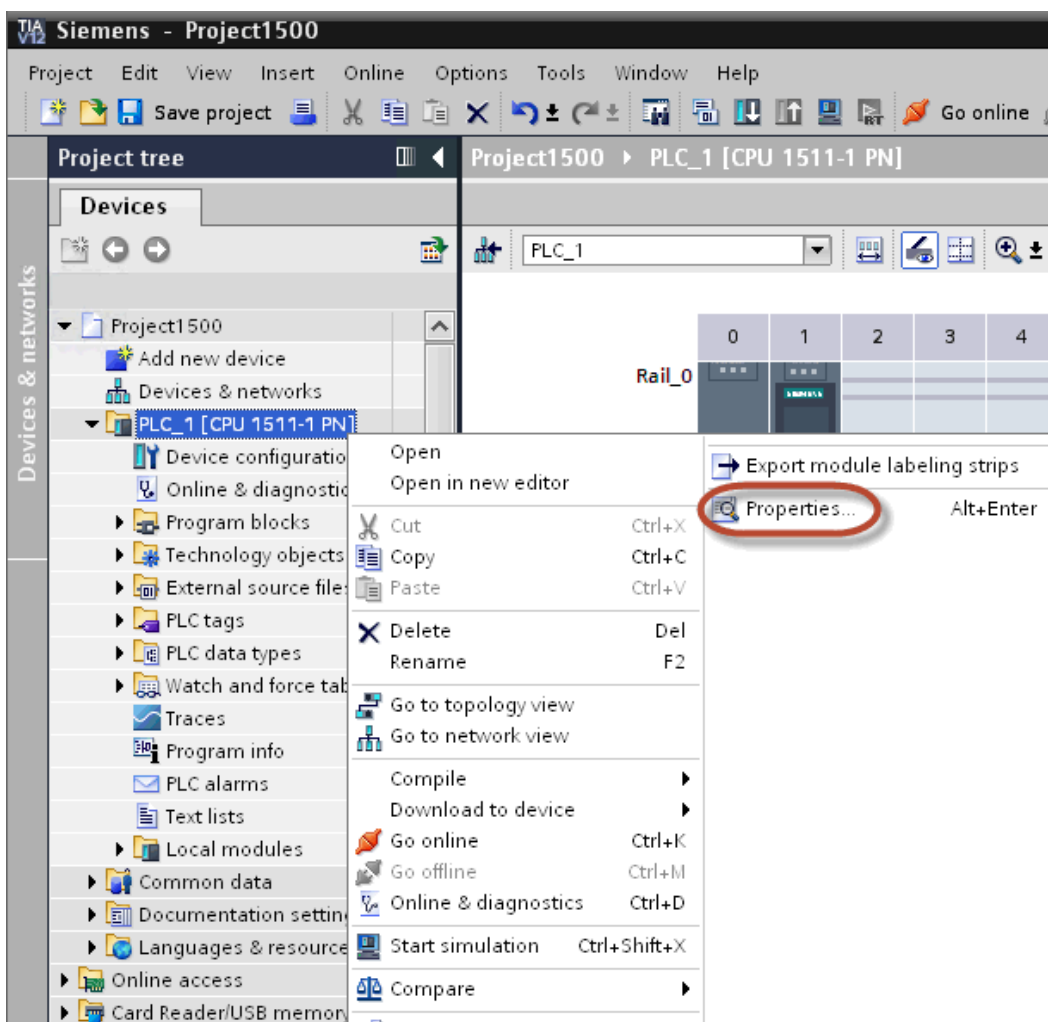 TIA V12 Siemens - Project1500
Project Edit View Insert Online Options Tools Window Help
Save project Go online
Project tree
Project1500 PLC_1 [CPU 1511-1 PN]
Devices
PLC_1
Devices & networks
Project1500
Add new device
Devices & networks
PLC_1 [CPU 1511-1 PN]
Device configuratio
Online & diagnostic
Program blocks
Technology objects
External source file
PLC tags
PLC data types
Watch and force tab
Traces
Program info
PLC alarms
Text lists
Local modules
Common data
Documentation settin
Languages & resource
Online access
Card Reader/USB memory
0 1 2 3 4
Rail_0
SIEMENS
Open
Open in new editor
Cut Ctrl+X
Copy Ctrl+C
Paste Ctrl+V
Delete Del
Rename F2
Go to topology view
Go to network view
Compile
Download to device
Go online Ctrl+K
Go offline Ctrl+M
Online & diagnostics Ctrl+D
Start simulation Ctrl+Shift+X
Compare
Export module labeling strips
Properties... Alt+Enter